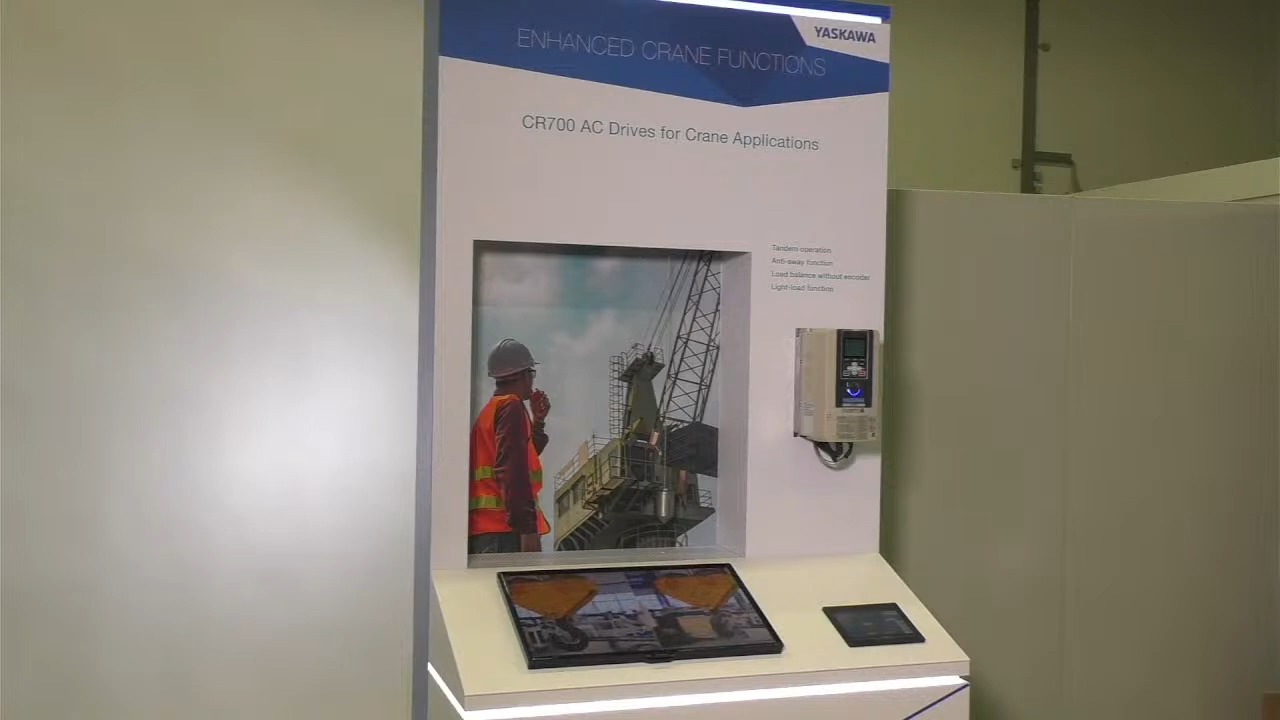 YASKAWA
ENHANCED CRANE FUNCTIONS
CR700 AC Drives for Crane Applications
Tandem operation
Anti-sway function
Load balance without encoder
Light-load function